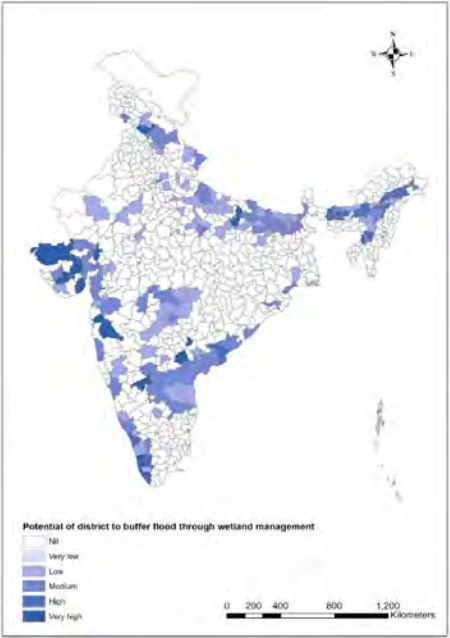 N
W E
S
Potential of district to buffer flood through wetland management
Nil
Very low
Low
Medium
High
Very high
0 200 400 800 1,200
Kilometers